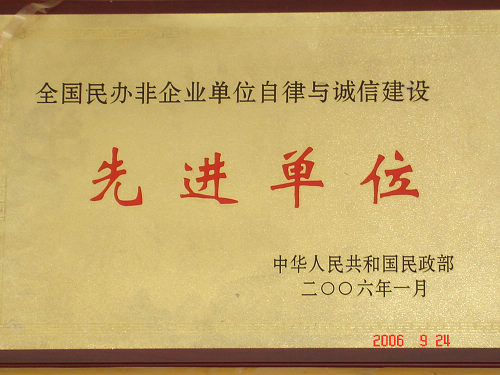 全国民办非企业单位自律与诚信建设
先进单位
中华人民共和国民政部
二〇〇六年一月
2006 9 24